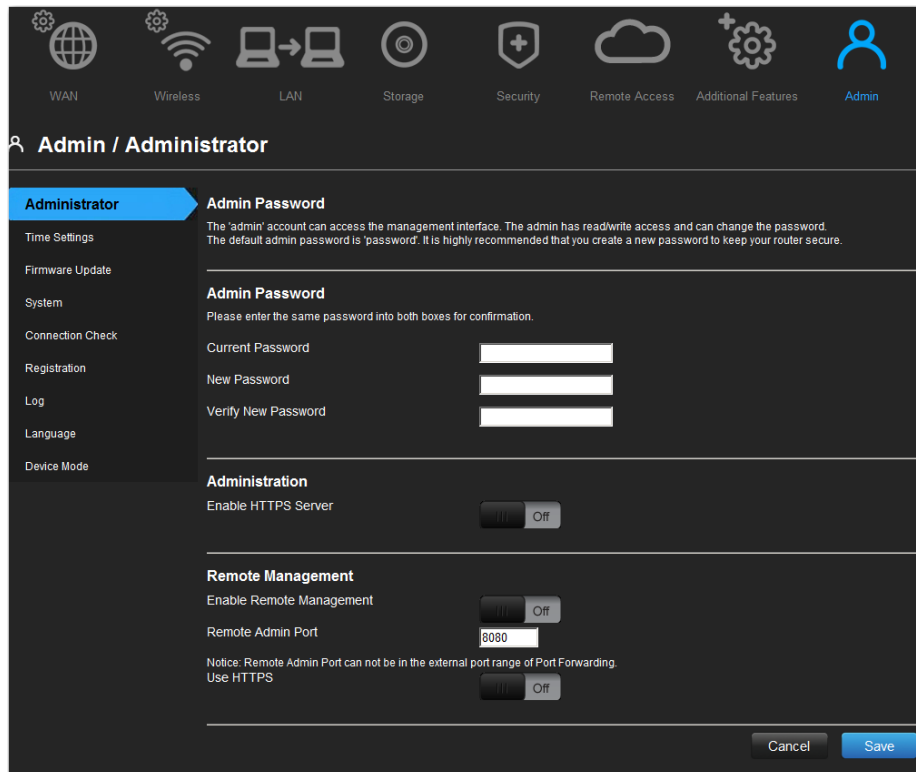 WAN Wireless LAN Storage Security Remote Access Additional Features Admin
Admin / Administrator
Administrator
Time Settings
Firmware Update
System
Connection Check
Registration
Log
Language
Device Mode
Admin Password
The 'admin' account can access the management interface. The admin has read/write access and can change the password.
The default admin password is 'password'. It is highly recommended that you create a new password to keep your router secure.
Admin Password
Please enter the same password into both boxes for confirmation.
Current Password
New Password
Verify New Password
Administration
Enable HTTPS Server Off
Remote Management
Enable Remote Management Off
Remote Admin Port 8080
Notice: Remote Admin Port can not be in the external port range of Port Forwarding.
Use HTTPS Off
Cancel Save